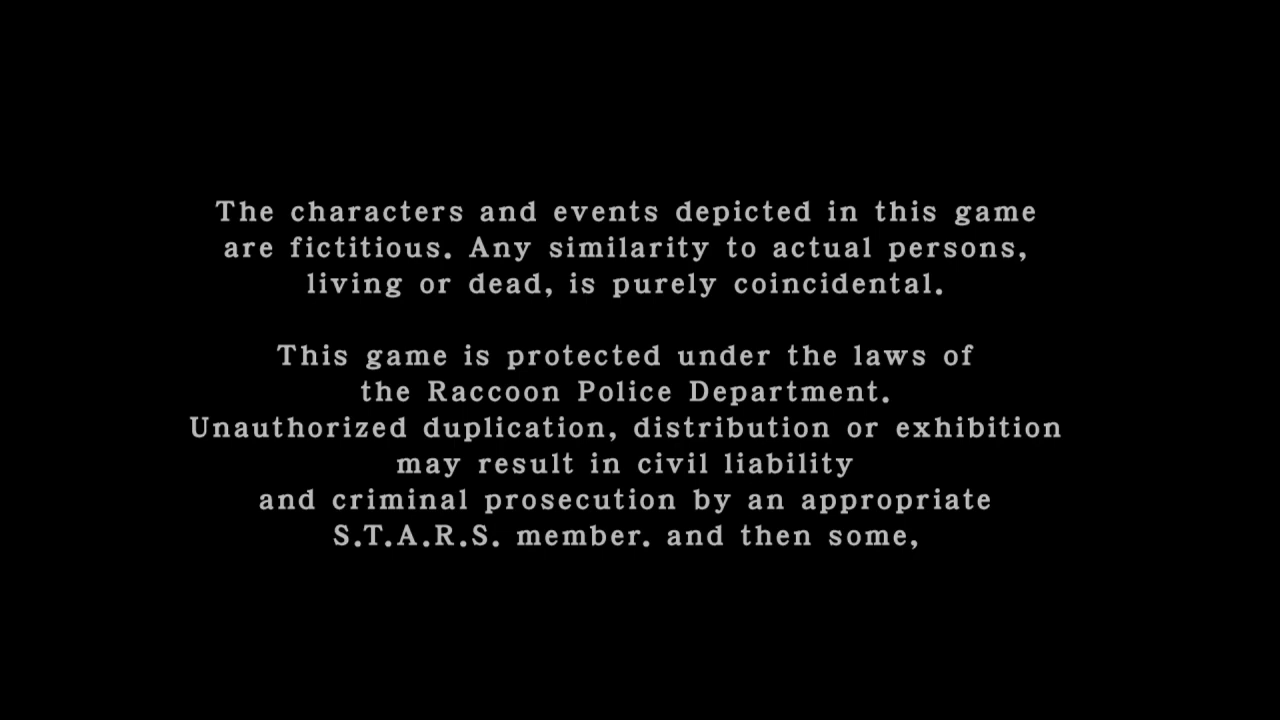 The characters and events depicted in this game
are fictitious. Any similarity to actual persons,
living or dead, is purely coincidental.
This game is protected under the laws of
the Raccoon Police Department.
Unauthorized duplication, distribution or exhibition
may result in civil liability
and criminal prosecution by an appropriate
S.T.A.R.S. member. and then some,